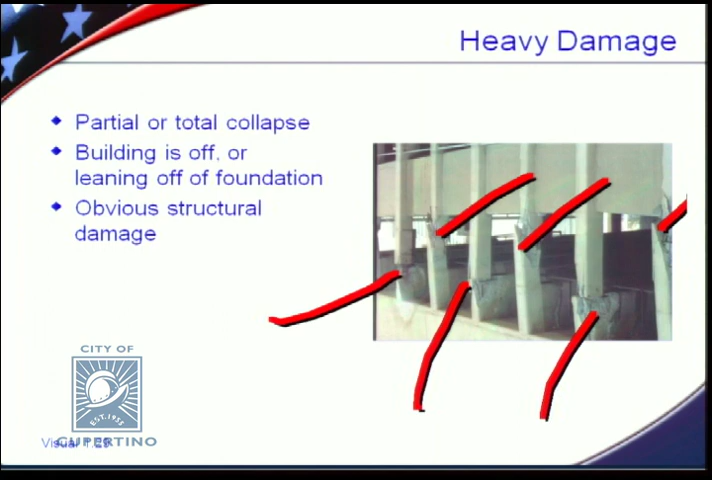 Heavy Damage
Partial or total collapse
Building is off, or
leaning off of foundation
Obvious structural
damage
CITY OF
EST. 1955
CUPERTINO
Visual